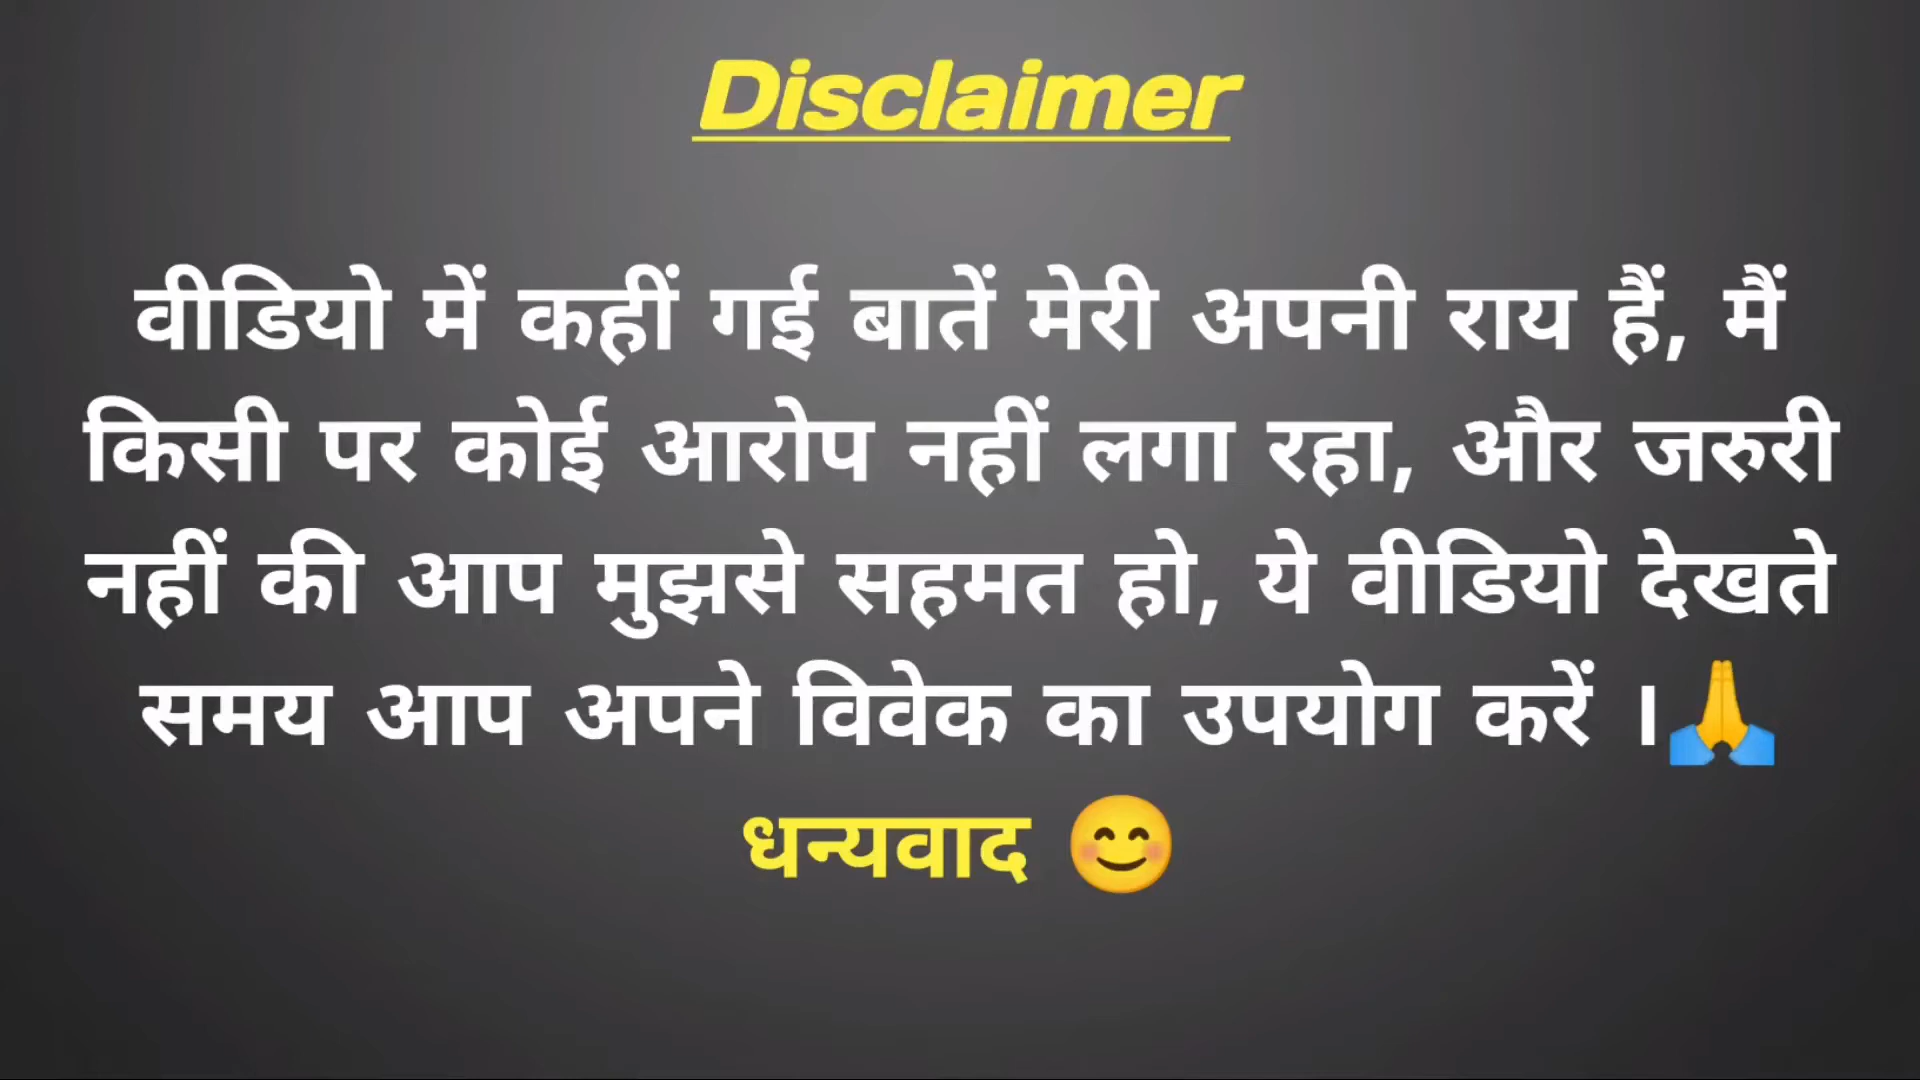 Disclaimer
वीडियो में कहीं गई बातें मेरी अपनी राय हैं, मैं
किसी पर कोई आरोप नहीं लगा रहा, और जरुरी
नहीं की आप मुझसे सहमत हो, ये वीडियो देखते
समय आप अपने विवेक का उपयोग करें ।🙏
धन्यवाद 😊